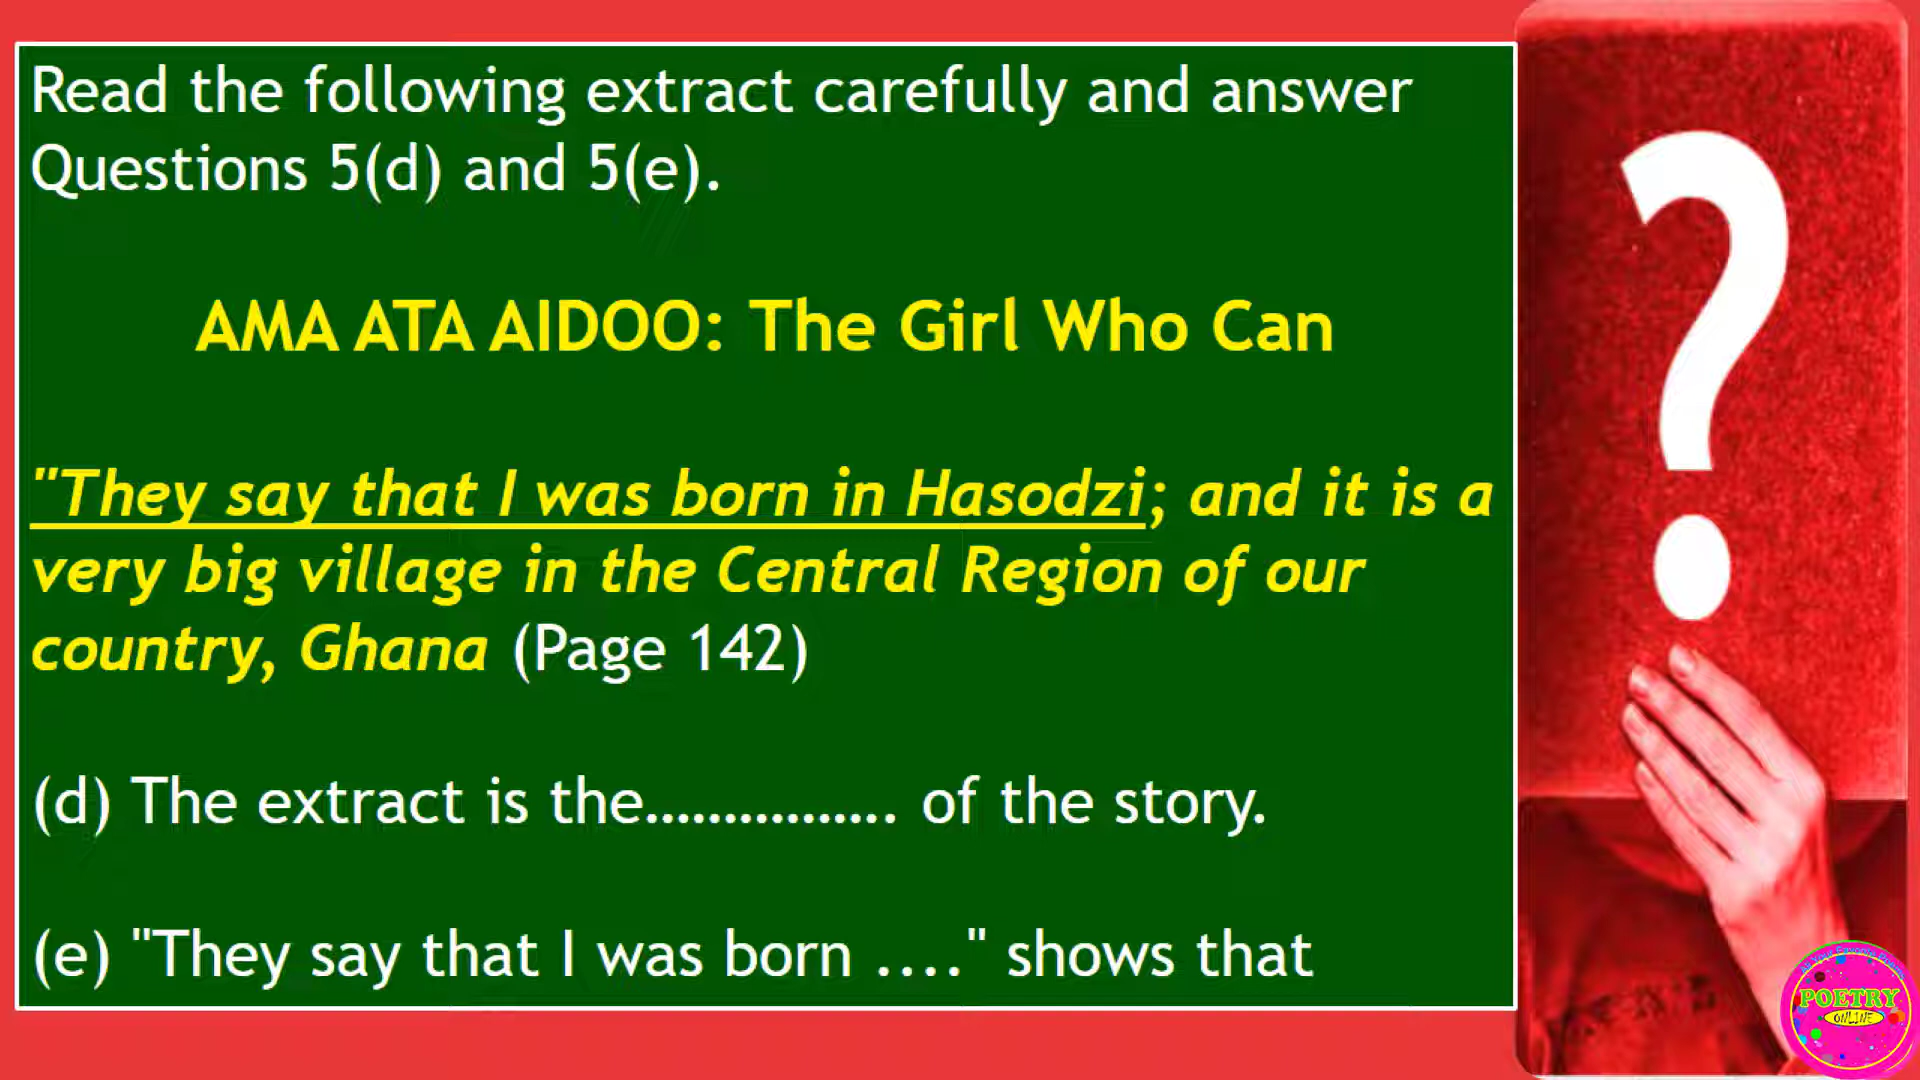 Read the following extract carefully and answer
Questions 5(d) and 5(e).
AMA ATA AIDOO: The Girl Who Can
"They say that I was born in Hasodzi; and it is a
very big village in the Central Region of our
country, Ghana (Page 142)
(d) The extract is the................ of the story.
(e) "They say that I was born ...." shows that
?
POETRY
ONLINE